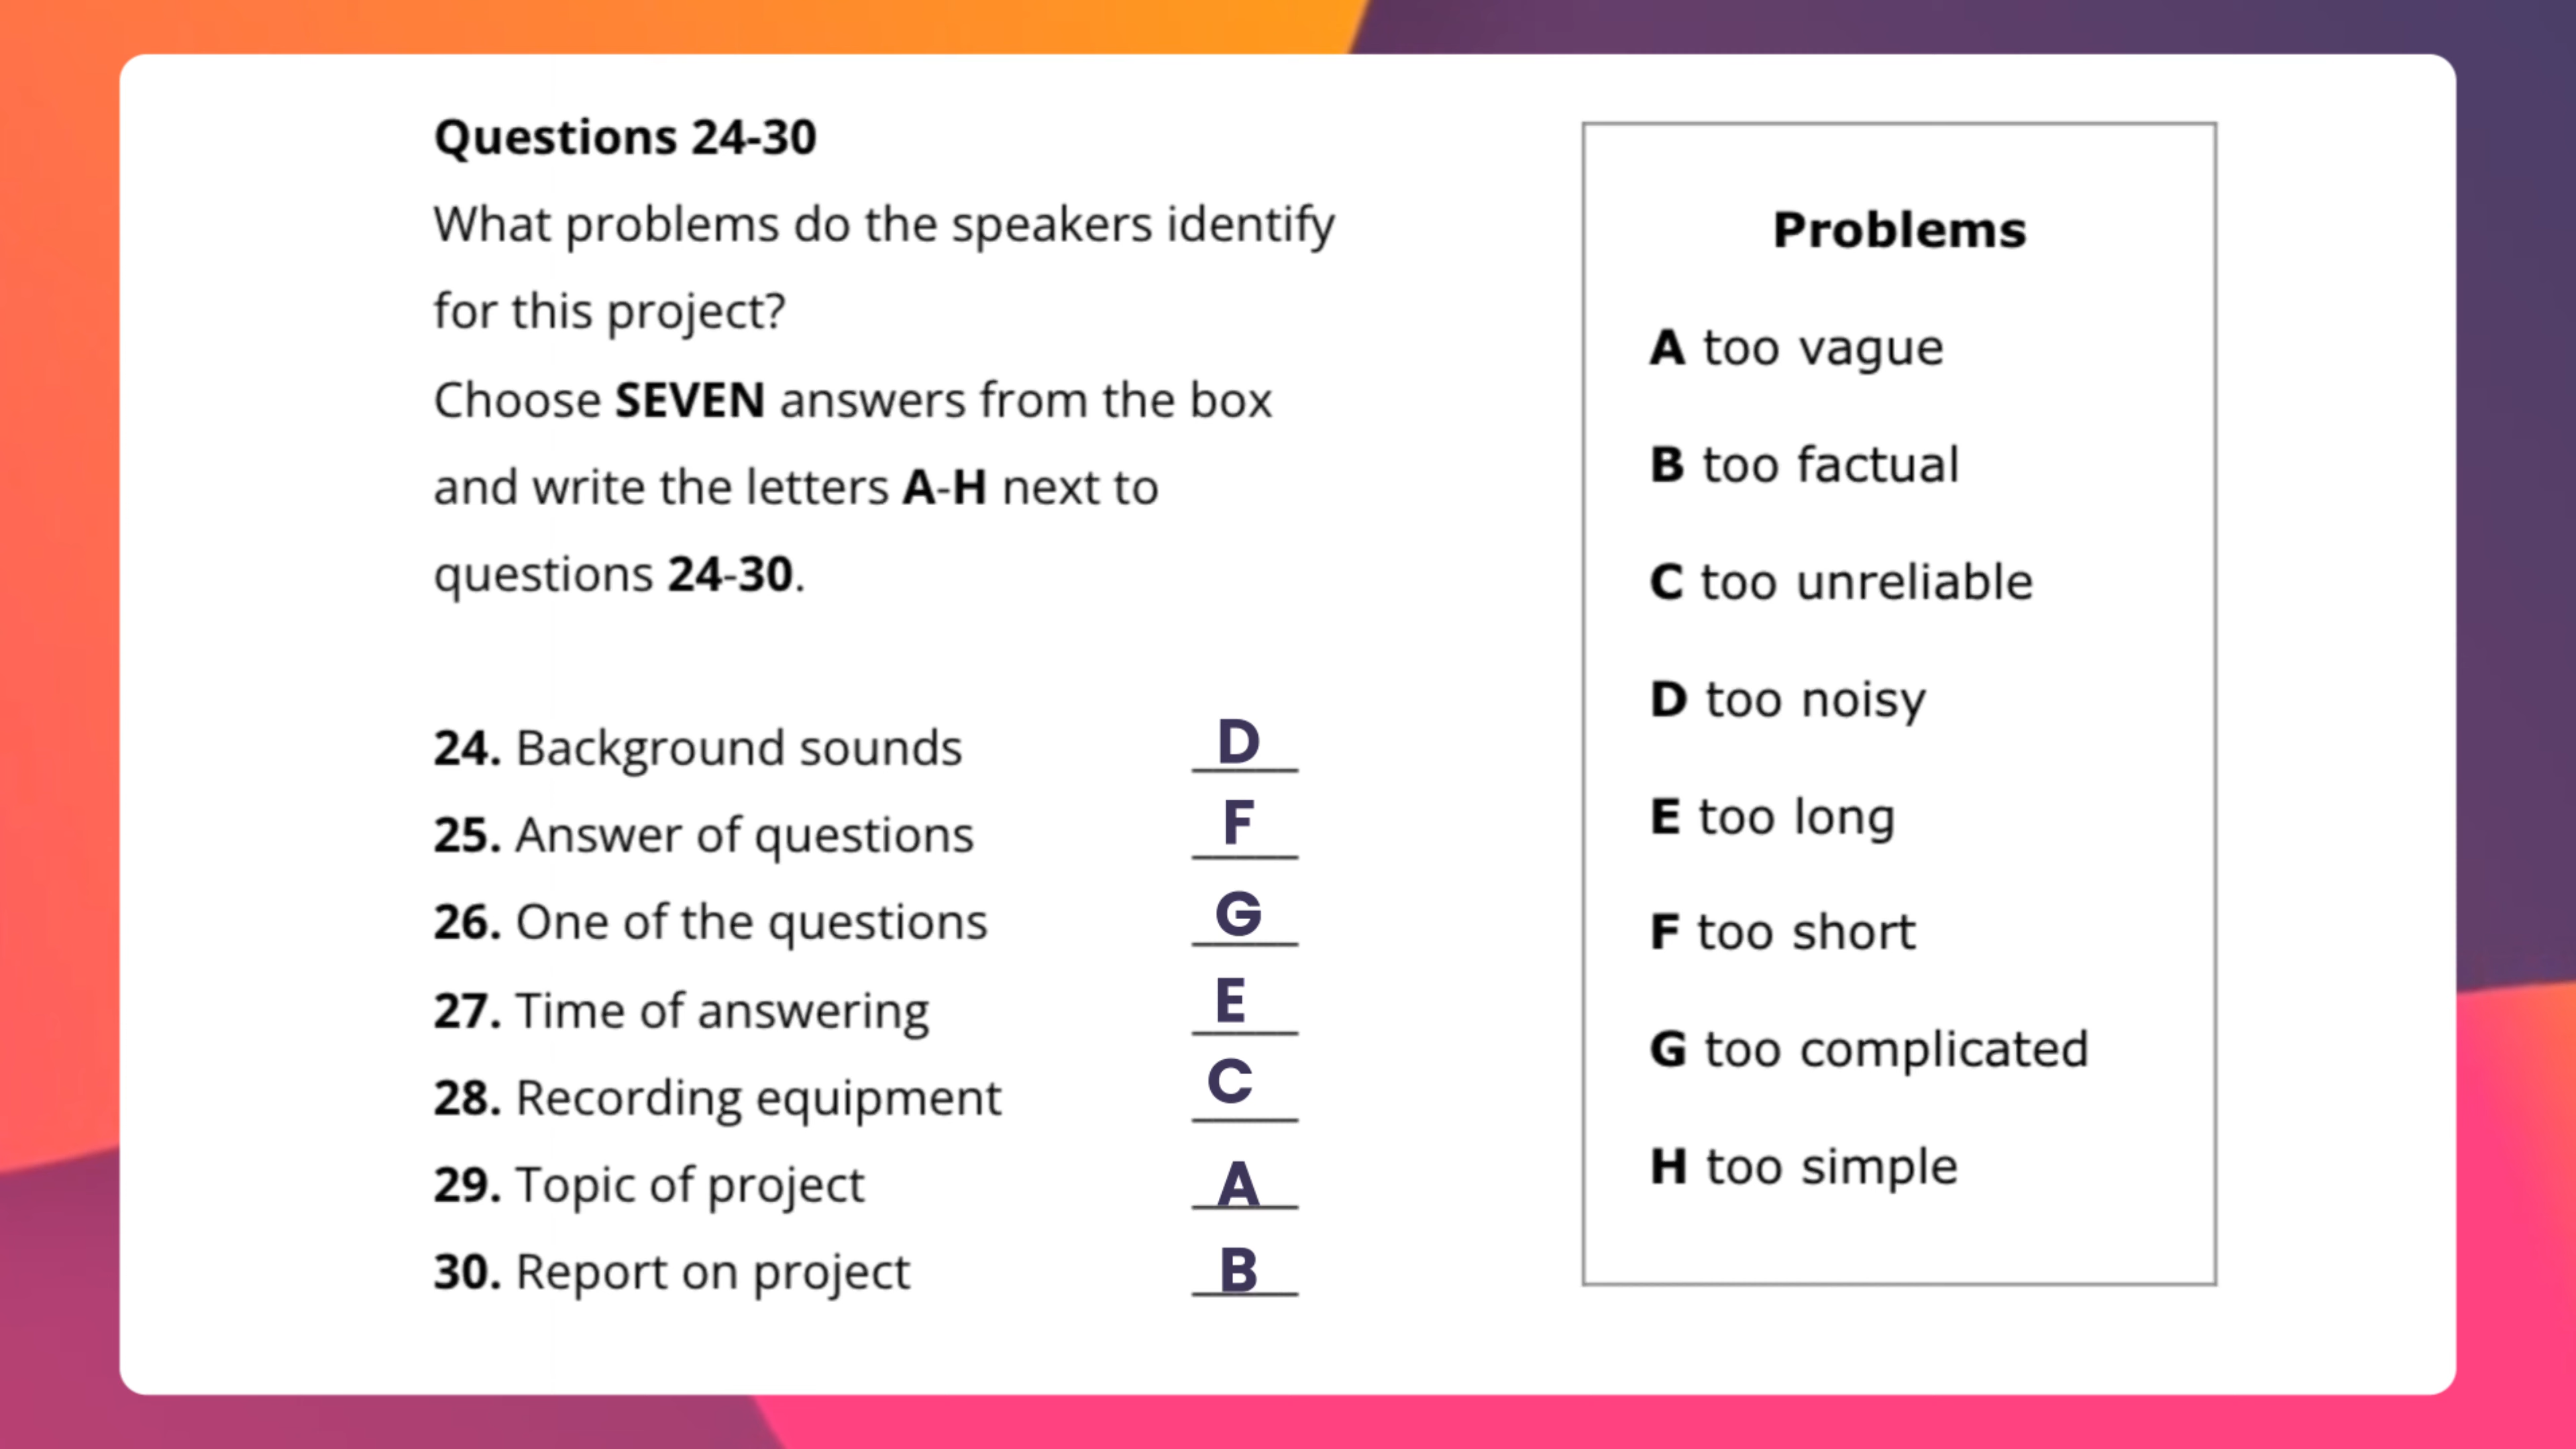 Questions 24-30
What problems do the speakers identify
for this project?
Choose SEVEN answers from the box
and write the letters A-H next to
questions 24-30.
24. Background sounds D
25. Answer of questions F
26. One of the questions G
27. Time of answering E
28. Recording equipment C
29. Topic of project A
30. Report on project B
Problems
A too vague
B too factual
C too unreliable
D too noisy
E too long
F too short
G too complicated
H too simple